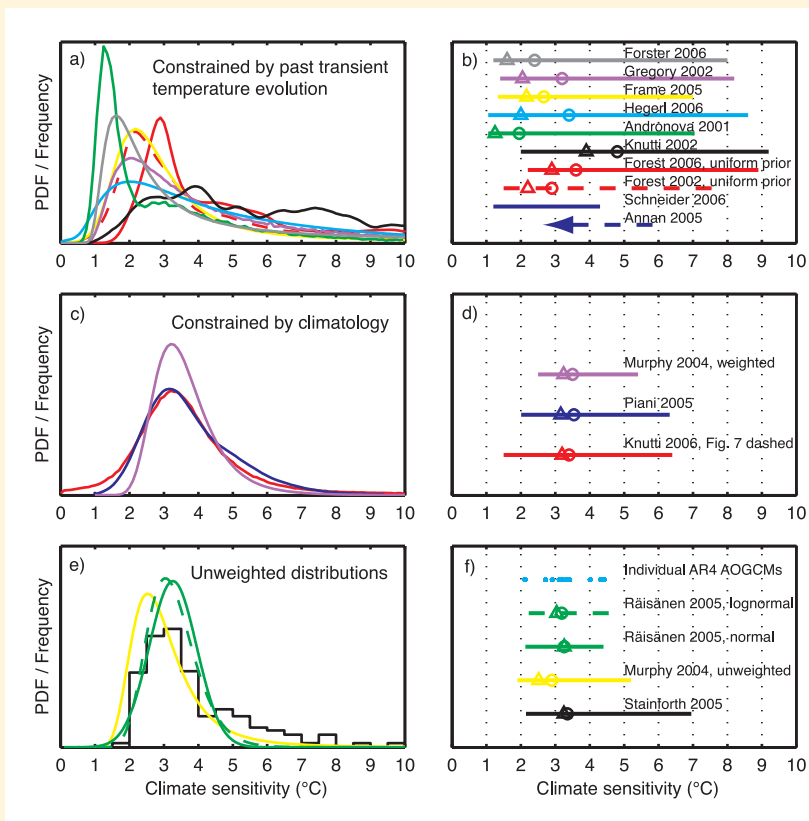 a)
Constrained by past transient
temperature evolution
PDF / Frequency
0 1 2 3 4 5 6 7 8 9 10
b)
Forster 2006
Gregory 2002
Frame 2005
Hegerl 2006
Andronova 2001
Knutti 2002
Forest 2006, uniform prior
Forest 2002, uniform prior
Schneider 2006
Annan 2005
0 1 2 3 4 5 6 7 8 9 10
c)
Constrained by climatology
PDF / Frequency
0 1 2 3 4 5 6 7 8 9 10
d)
Murphy 2004, weighted
Piani 2005
Knutti 2006, Fig. 7 dashed
0 1 2 3 4 5 6 7 8 9 10
e)
Unweighted distributions
PDF / Frequency
0 1 2 3 4 5 6 7 8 9 10
Climate sensitivity (°C)
f)
Individual AR4 AOGCMs
Räisänen 2005, lognormal
Räisänen 2005, normal
Murphy 2004, unweighted
Stainforth 2005
0 1 2 3 4 5 6 7 8 9 10
Climate sensitivity (°C)